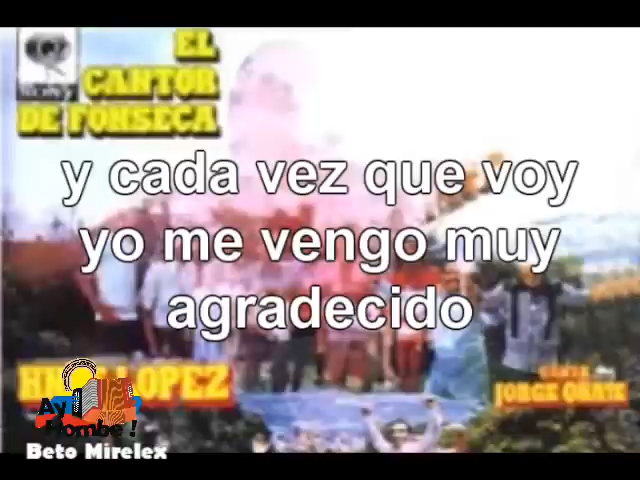 EL
CANTOR
DE FONSECA
y cada vez que voy
yo me vengo muy
agradecido
LOPEZ
CANTA
JORGE OÑATE
Ay
Hombe !
Beto Mirelex